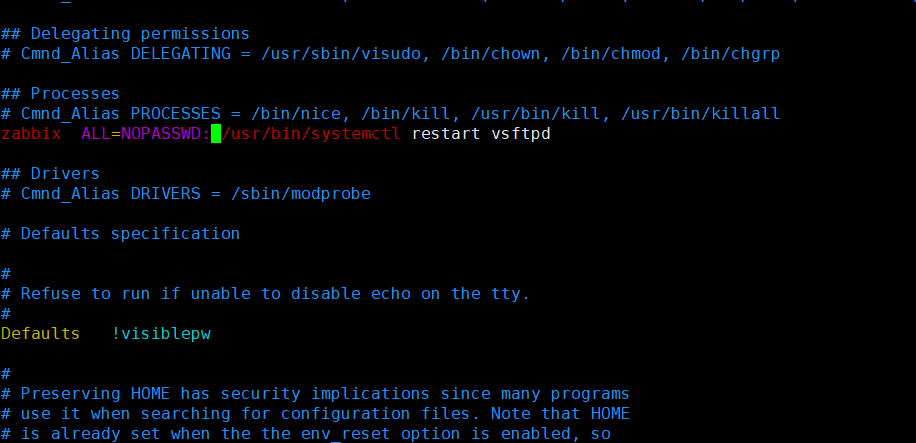 ## Delegating permissions
# Cmnd_Alias DELEGATING = /usr/sbin/visudo, /bin/chown, /bin/chmod, /bin/chgrp
## Processes
# Cmnd_Alias PROCESSES = /bin/nice, /bin/kill, /usr/bin/kill, /usr/bin/killall
zabbix  ALL=NOPASSWD: /usr/bin/systemctl restart vsftpd
## Drivers
# Cmnd_Alias DRIVERS = /sbin/modprobe
# Defaults specification
#
# Refuse to run if unable to disable echo on the tty.
#
Defaults   !visiblepw
#
# Preserving HOME has security implications since many programs
# use it when searching for configuration files. Note that HOME
# is already set when the the env_reset option is enabled, so